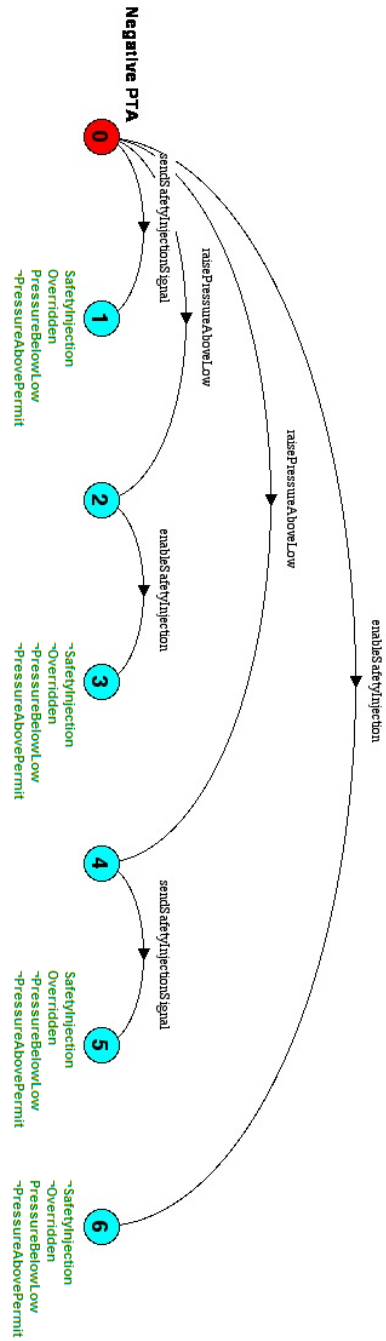 Negative PTA
enableSafetyInjection
raisePressureAboveLow
raisePressureAboveLow
sendSafetyInjectionSignal
enableSafetyInjection
sendSafetyInjectionSignal
0
1
2
3
4
5
6
SafetyInjection
Overridden
PressureBelowLow
¬PressureAbovePermit
¬SafetyInjection
¬Overridden
¬PressureBelowLow
¬PressureAbovePermit
SafetyInjection
Overridden
¬PressureBelowLow
¬PressureAbovePermit
¬SafetyInjection
¬Overridden
PressureBelowLow
¬PressureAbovePermit